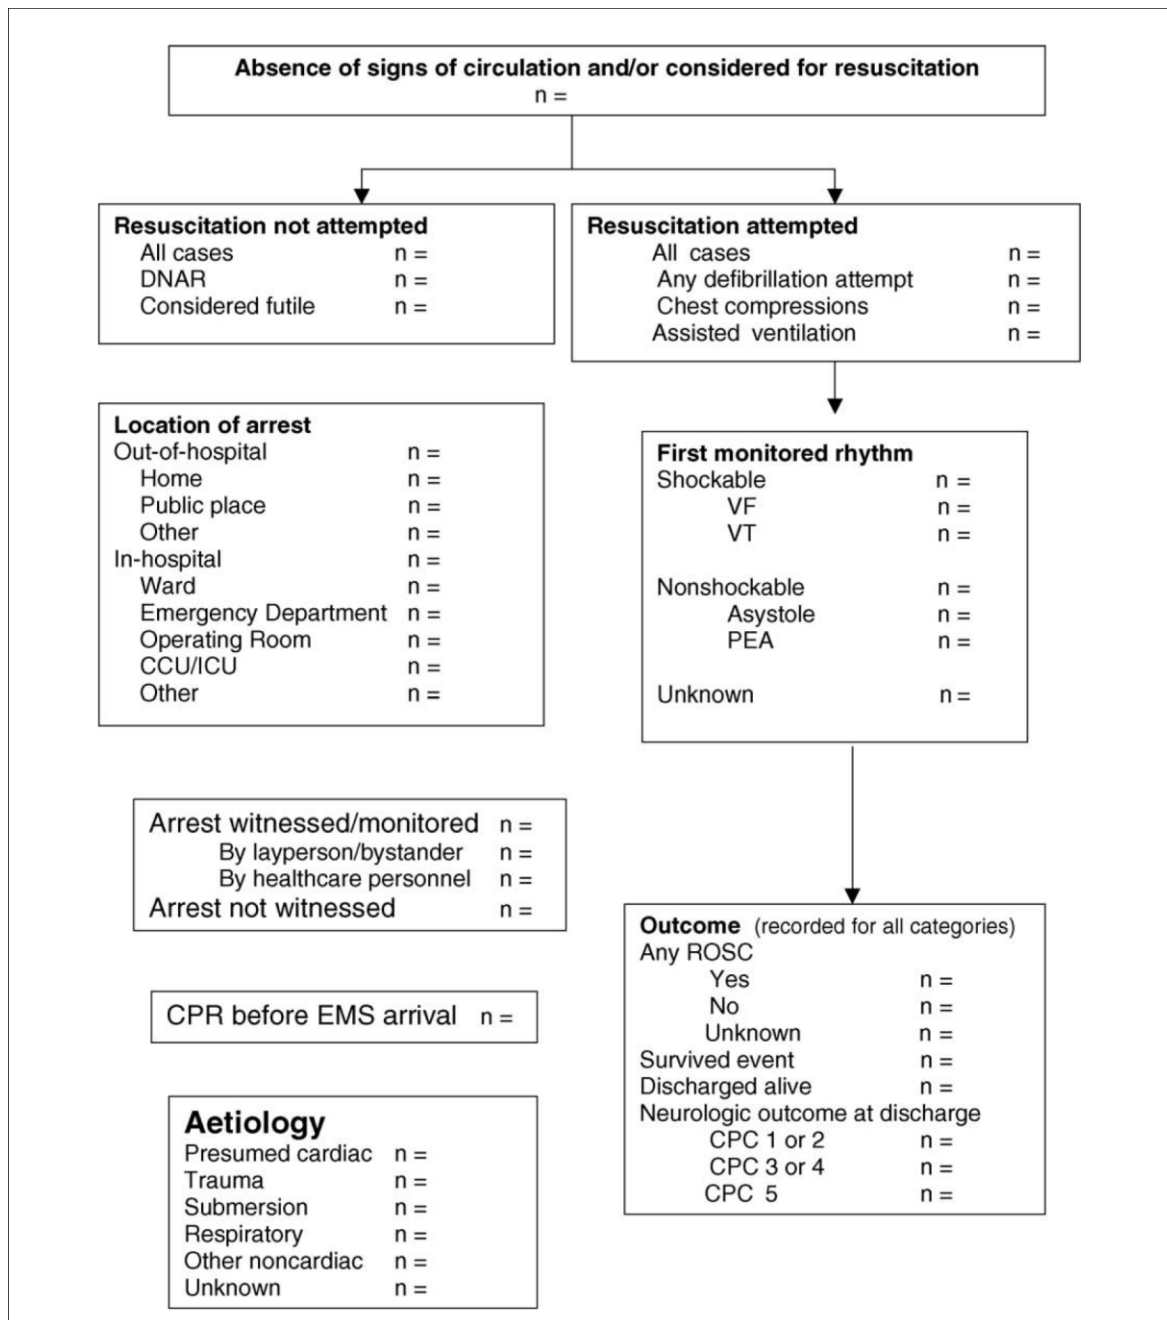 Absence of signs of circulation and/or considered for resuscitation
n =
Resuscitation not attempted
All cases n =
DNAR n =
Considered futile n =
Resuscitation attempted
All cases n =
Any defibrillation attempt n =
Chest compressions n =
Assisted ventilation n =
Location of arrest
Out-of-hospital n =
Home n =
Public place n =
Other n =
In-hospital n =
Ward n =
Emergency Department n =
Operating Room n =
CCU/ICU n =
Other n =
First monitored rhythm
Shockable n =
VF n =
VT n =
Nonshockable n =
Asystole n =
PEA n =
Unknown n =
Arrest witnessed/monitored n =
By layperson/bystander n =
By healthcare personnel n =
Arrest not witnessed n =
CPR before EMS arrival n =
Aetiology
Presumed cardiac n =
Trauma n =
Submersion n =
Respiratory n =
Other noncardiac n =
Unknown n =
Outcome (recorded for all categories)
Any ROSC
Yes n =
No n =
Unknown n =
Survived event n =
Discharged alive n =
Neurologic outcome at discharge
CPC 1 or 2 n =
CPC 3 or 4 n =
CPC 5 n =